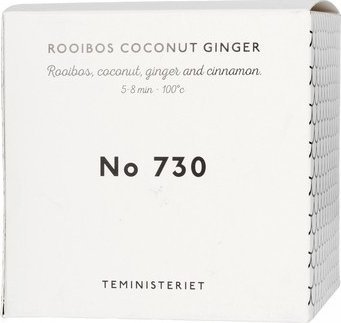 ROOIBOS COCONUT GINGER
Rooibos, coconut, ginger and cinnamon.
5-8 min - 100°c
No 730
TEMINISTERIET